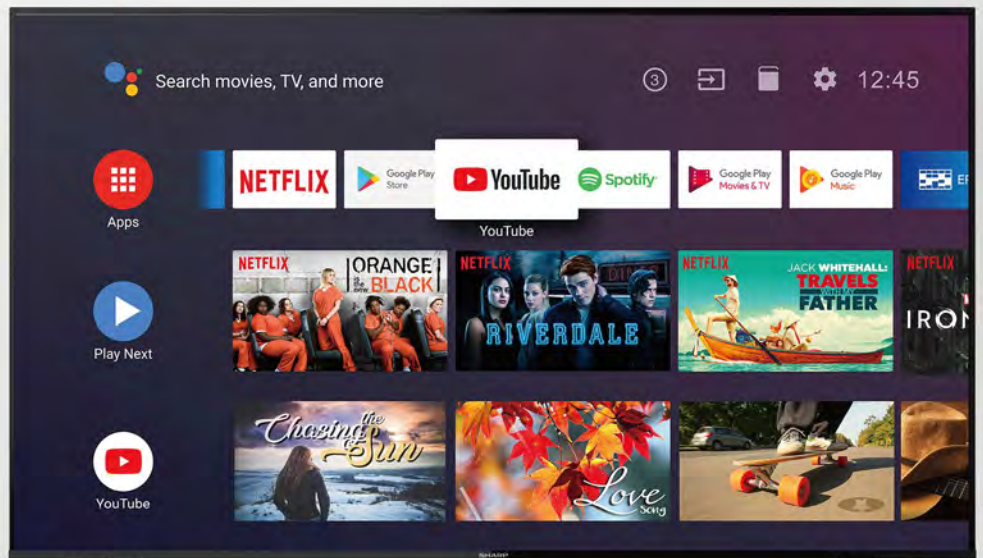 Search movies, TV, and more
3
12:45
NETFLIX
Google Play
Store
YouTube
Spotify
Google Play
Movies & TV
Google Play
Music
Apps
YouTube
NETFLIX
ORANGE
is the new
BLACK
NETFLIX
RIVERDALE
NETFLIX
JACK WHITEHALL:
TRAVELS
WITH MY
FATHER
NETFLIX
Play Next
Chasing
the
Sun
Love
Song
YouTube
SHARP